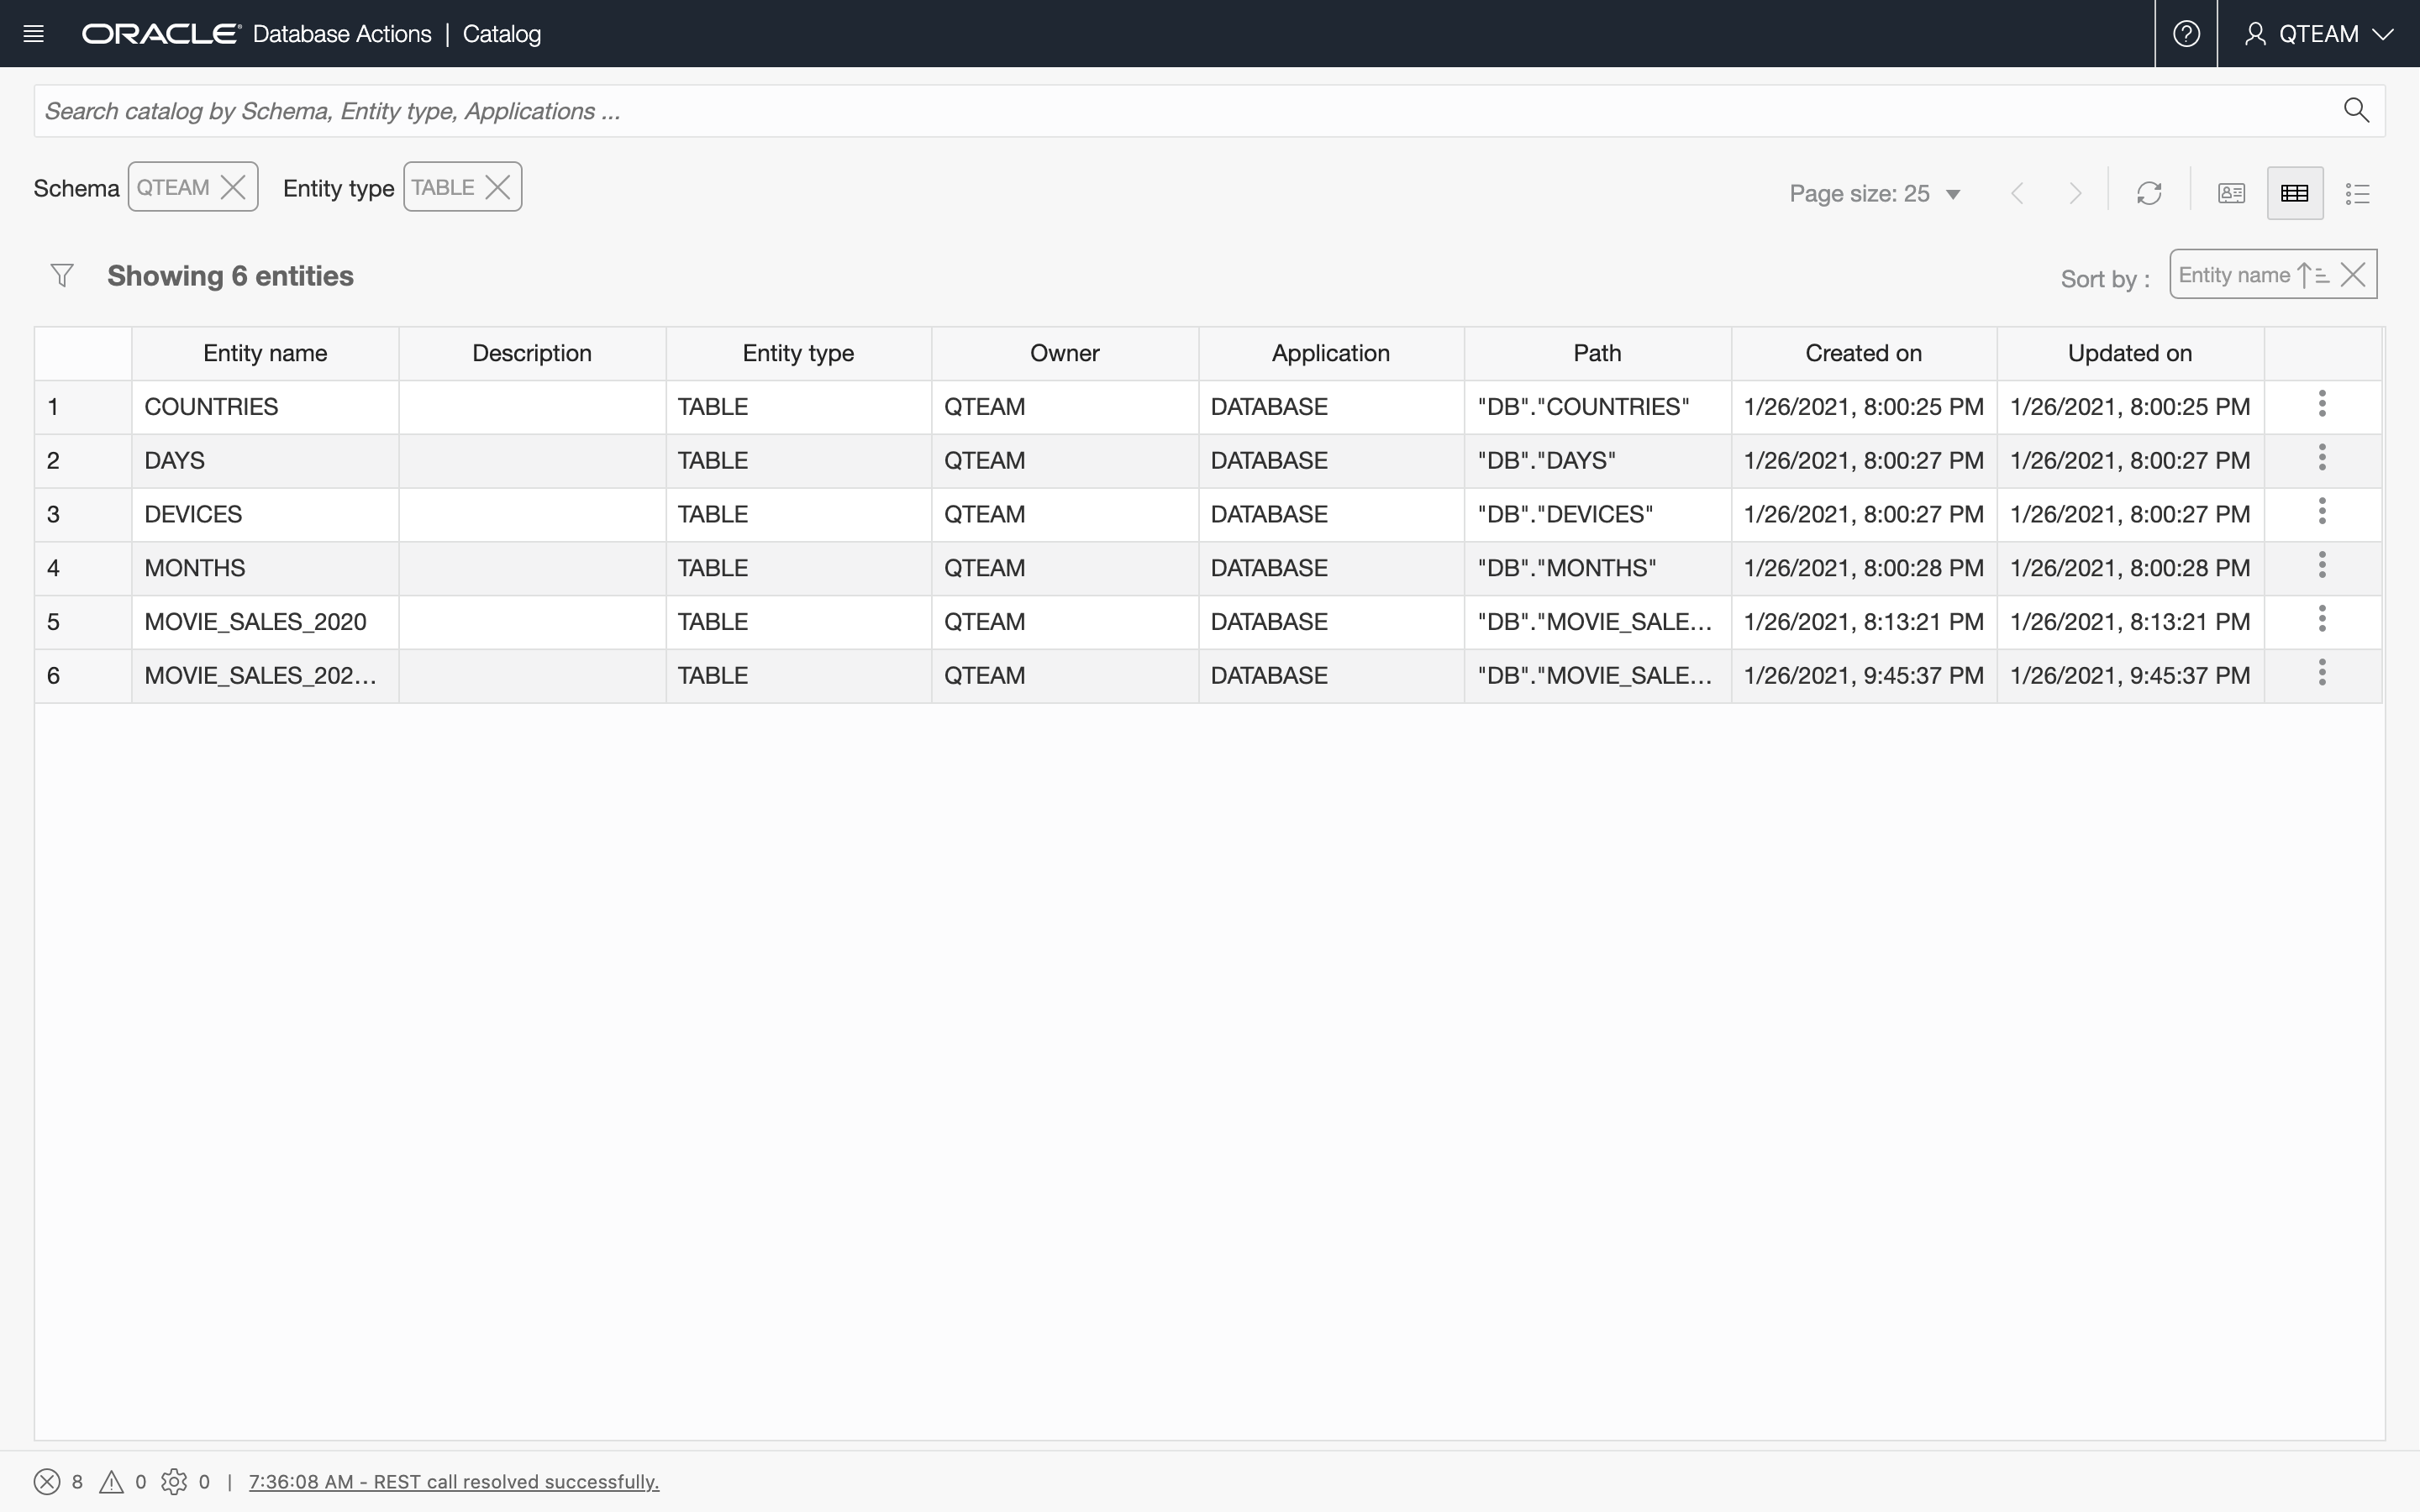 ORACLE® Database Actions | Catalog QTEAM
Search catalog by Schema, Entity type, Applications ...
Schema QTEAM Entity type TABLE Page size: 25
Showing 6 entities Sort by : Entity name
Entity name Description Entity type Owner Application Path Created on Updated on
1 COUNTRIES TABLE QTEAM DATABASE "DB"."COUNTRIES" 1/26/2021, 8:00:25 PM 1/26/2021, 8:00:25 PM
2 DAYS TABLE QTEAM DATABASE "DB"."DAYS" 1/26/2021, 8:00:27 PM 1/26/2021, 8:00:27 PM
3 DEVICES TABLE QTEAM DATABASE "DB"."DEVICES" 1/26/2021, 8:00:27 PM 1/26/2021, 8:00:27 PM
4 MONTHS TABLE QTEAM DATABASE "DB"."MONTHS" 1/26/2021, 8:00:28 PM 1/26/2021, 8:00:28 PM
5 MOVIE_SALES_2020 TABLE QTEAM DATABASE "DB"."MOVIE_SALE... 1/26/2021, 8:13:21 PM 1/26/2021, 8:13:21 PM
6 MOVIE_SALES_202... TABLE QTEAM DATABASE "DB"."MOVIE_SALE... 1/26/2021, 9:45:37 PM 1/26/2021, 9:45:37 PM
8 0 0 | 7:36:08 AM - REST call resolved successfully.